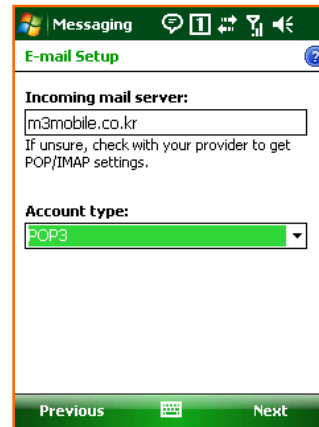 Messaging 1
E-mail Setup ?
Incoming mail server:
m3mobile.co.kr
If unsure, check with your provider to get
POP/IMAP settings.
Account type:
POP3
Previous Next